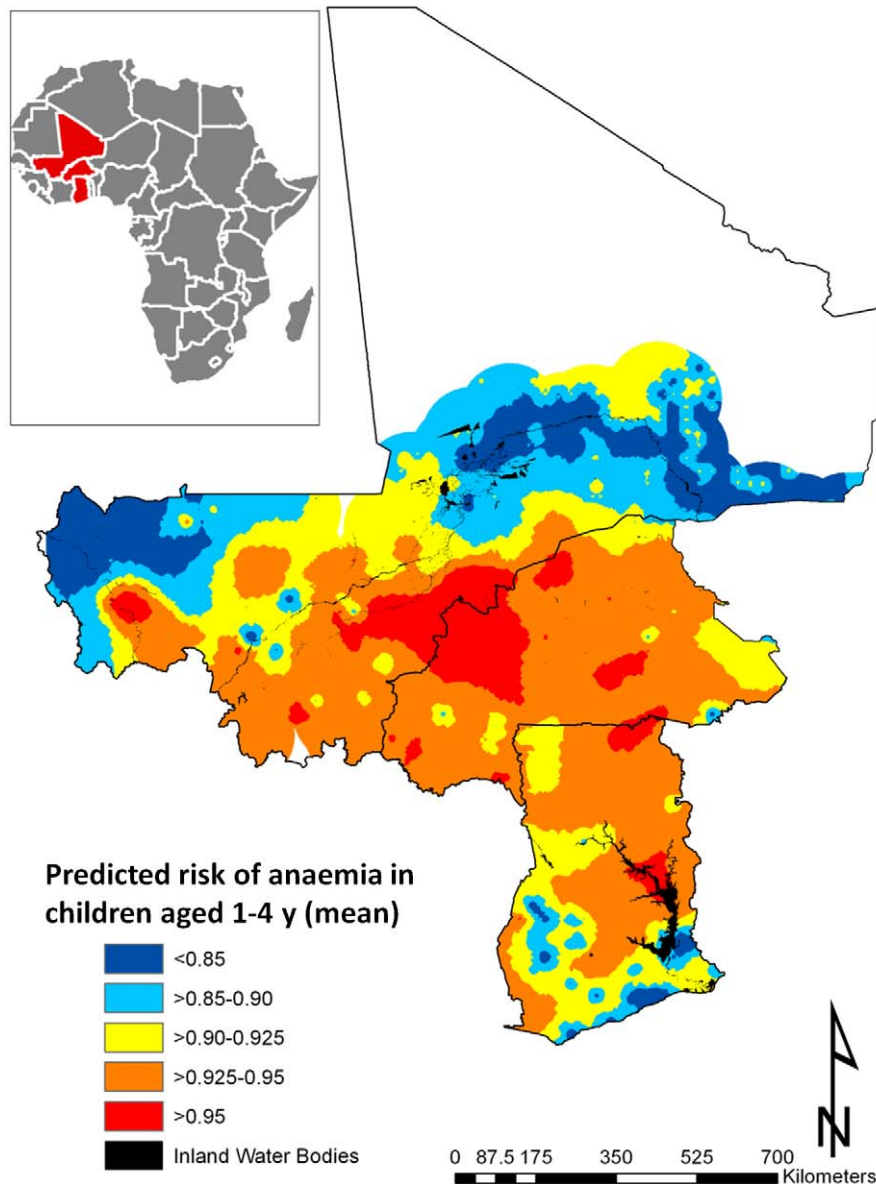 Predicted risk of anaemia in
children aged 1-4 y (mean)
<0.85
>0.85-0.90
>0.90-0.925
>0.925-0.95
>0.95
Inland Water Bodies
N
0 87.5 175 350 525 700
Kilometers